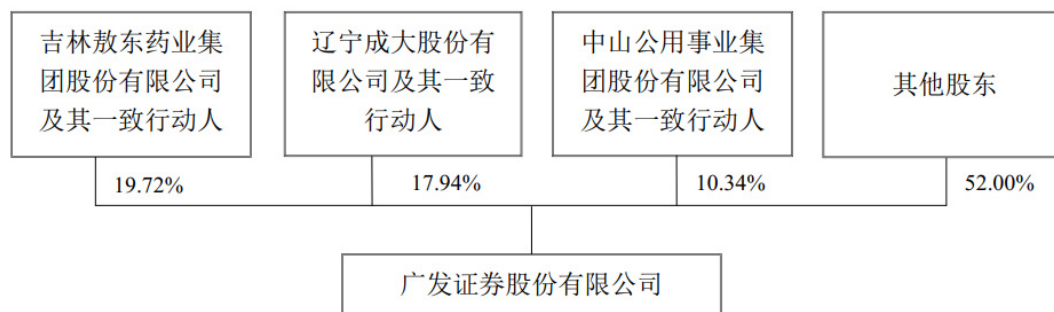 吉林敖东药业集
团股份有限公司
及其一致行动人
辽宁成大股份有
限公司及其一致
行动人
中山公用事业集
团股份有限公司
及其一致行动人
其他股东
19.72%
17.94%
10.34%
52.00%
广发证券股份有限公司